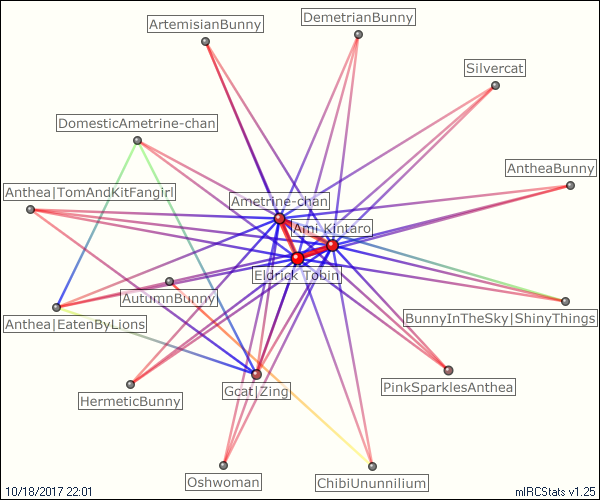 ArtemisianBunny
DemetrianBunny
Silvercat
DomesticAmetrine-chan
AntheaBunny
Anthea|TomAndKitFangirl
Ametrine-chan
Ami Kintaro
Eldrick Tobin
AutumnBunny
BunnyInTheSky|ShinyThings
Anthea|EatenByLions
PinkSparklesAnthea
Gcat|Zing
HermeticBunny
Oshwoman
ChibiUnunnilium
10/18/2017 22:01
mIRCStats v1.25